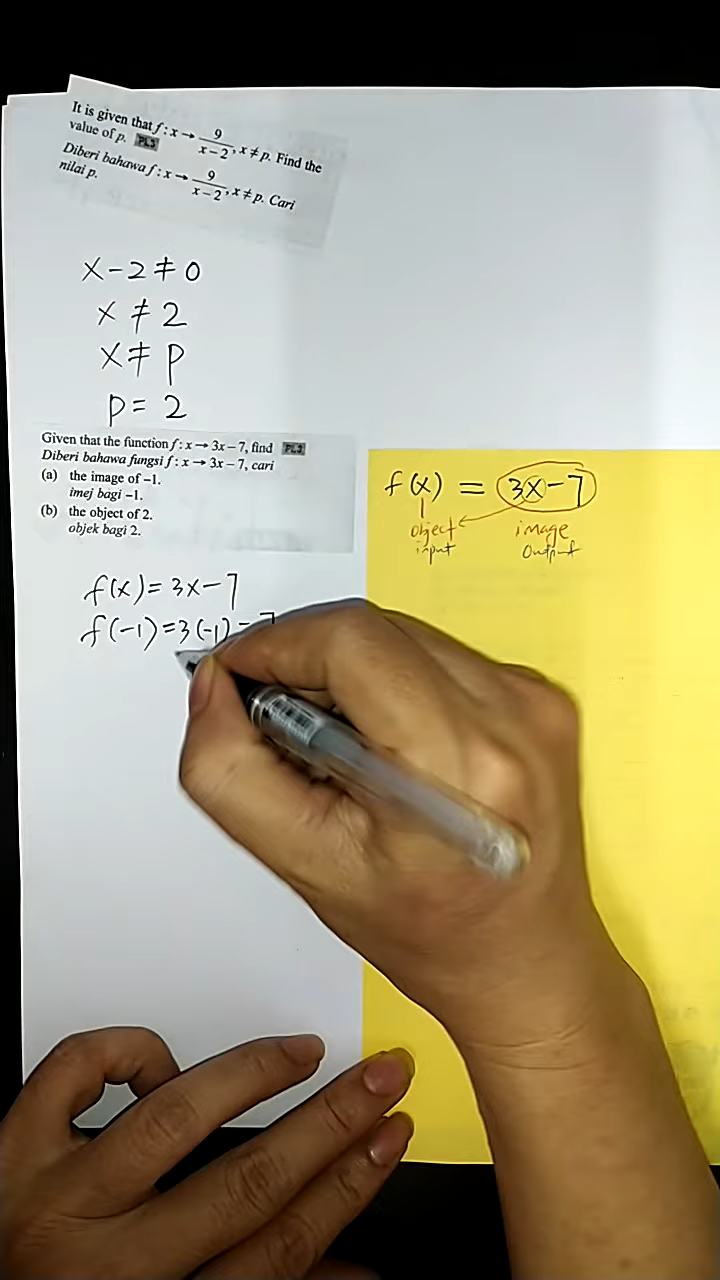 It is given that f : x → 9/(x − 2), x ≠ p. Find the
value of p. PL3
Diberi bahawa f : x → 9/(x − 2), x ≠ p. Cari
nilai p.
x − 2 ≠ 0
x ≠ 2
x ≠ p
p = 2
Given that the function f : x → 3x − 7, find PL3
Diberi bahawa fungsi f : x → 3x − 7, cari
(a) the image of −1.
imej bagi −1.
(b) the object of 2.
objek bagi 2.
f(x) = 3x − 7
object image
input output
f(x) = 3x − 7
f(−1) = 3(−1) − 7